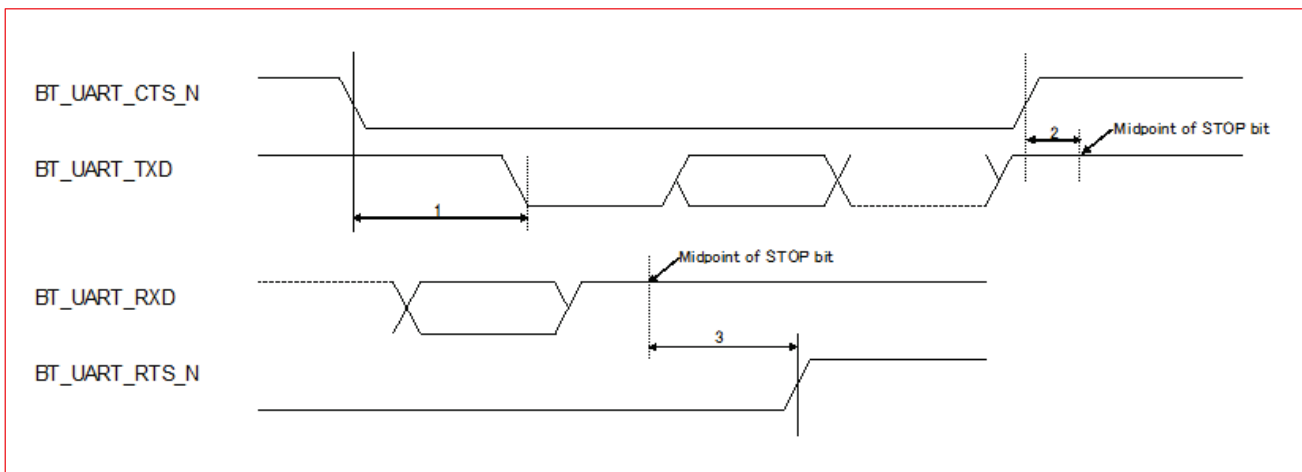 BT_UART_CTS_N
2
Midpoint of STOP bit
BT_UART_TXD
1
Midpoint of STOP bit
BT_UART_RXD
3
BT_UART_RTS_N